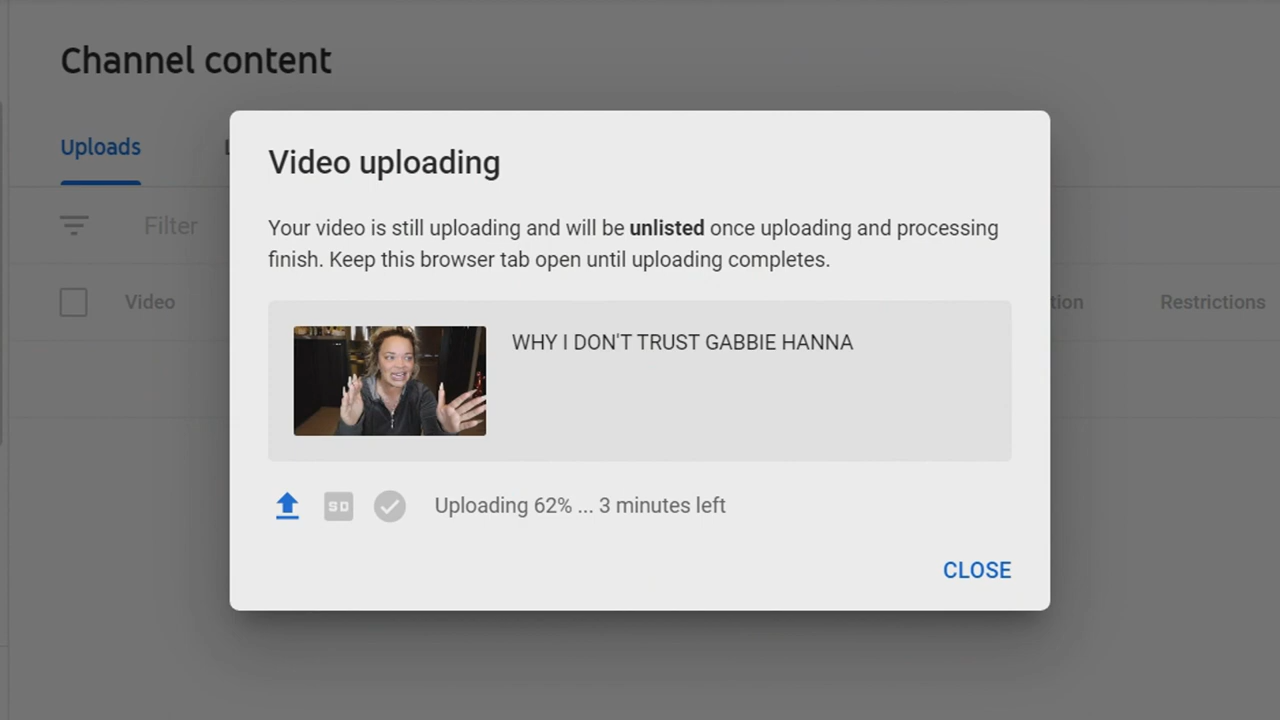 Channel content
Uploads
Video uploading
Your video is still uploading and will be unlisted once uploading and processing
finish. Keep this browser tab open until uploading completes.
Filter
Video
tion
Restrictions
WHY I DON'T TRUST GABBIE HANNA
SD
Uploading 62% ... 3 minutes left
CLOSE